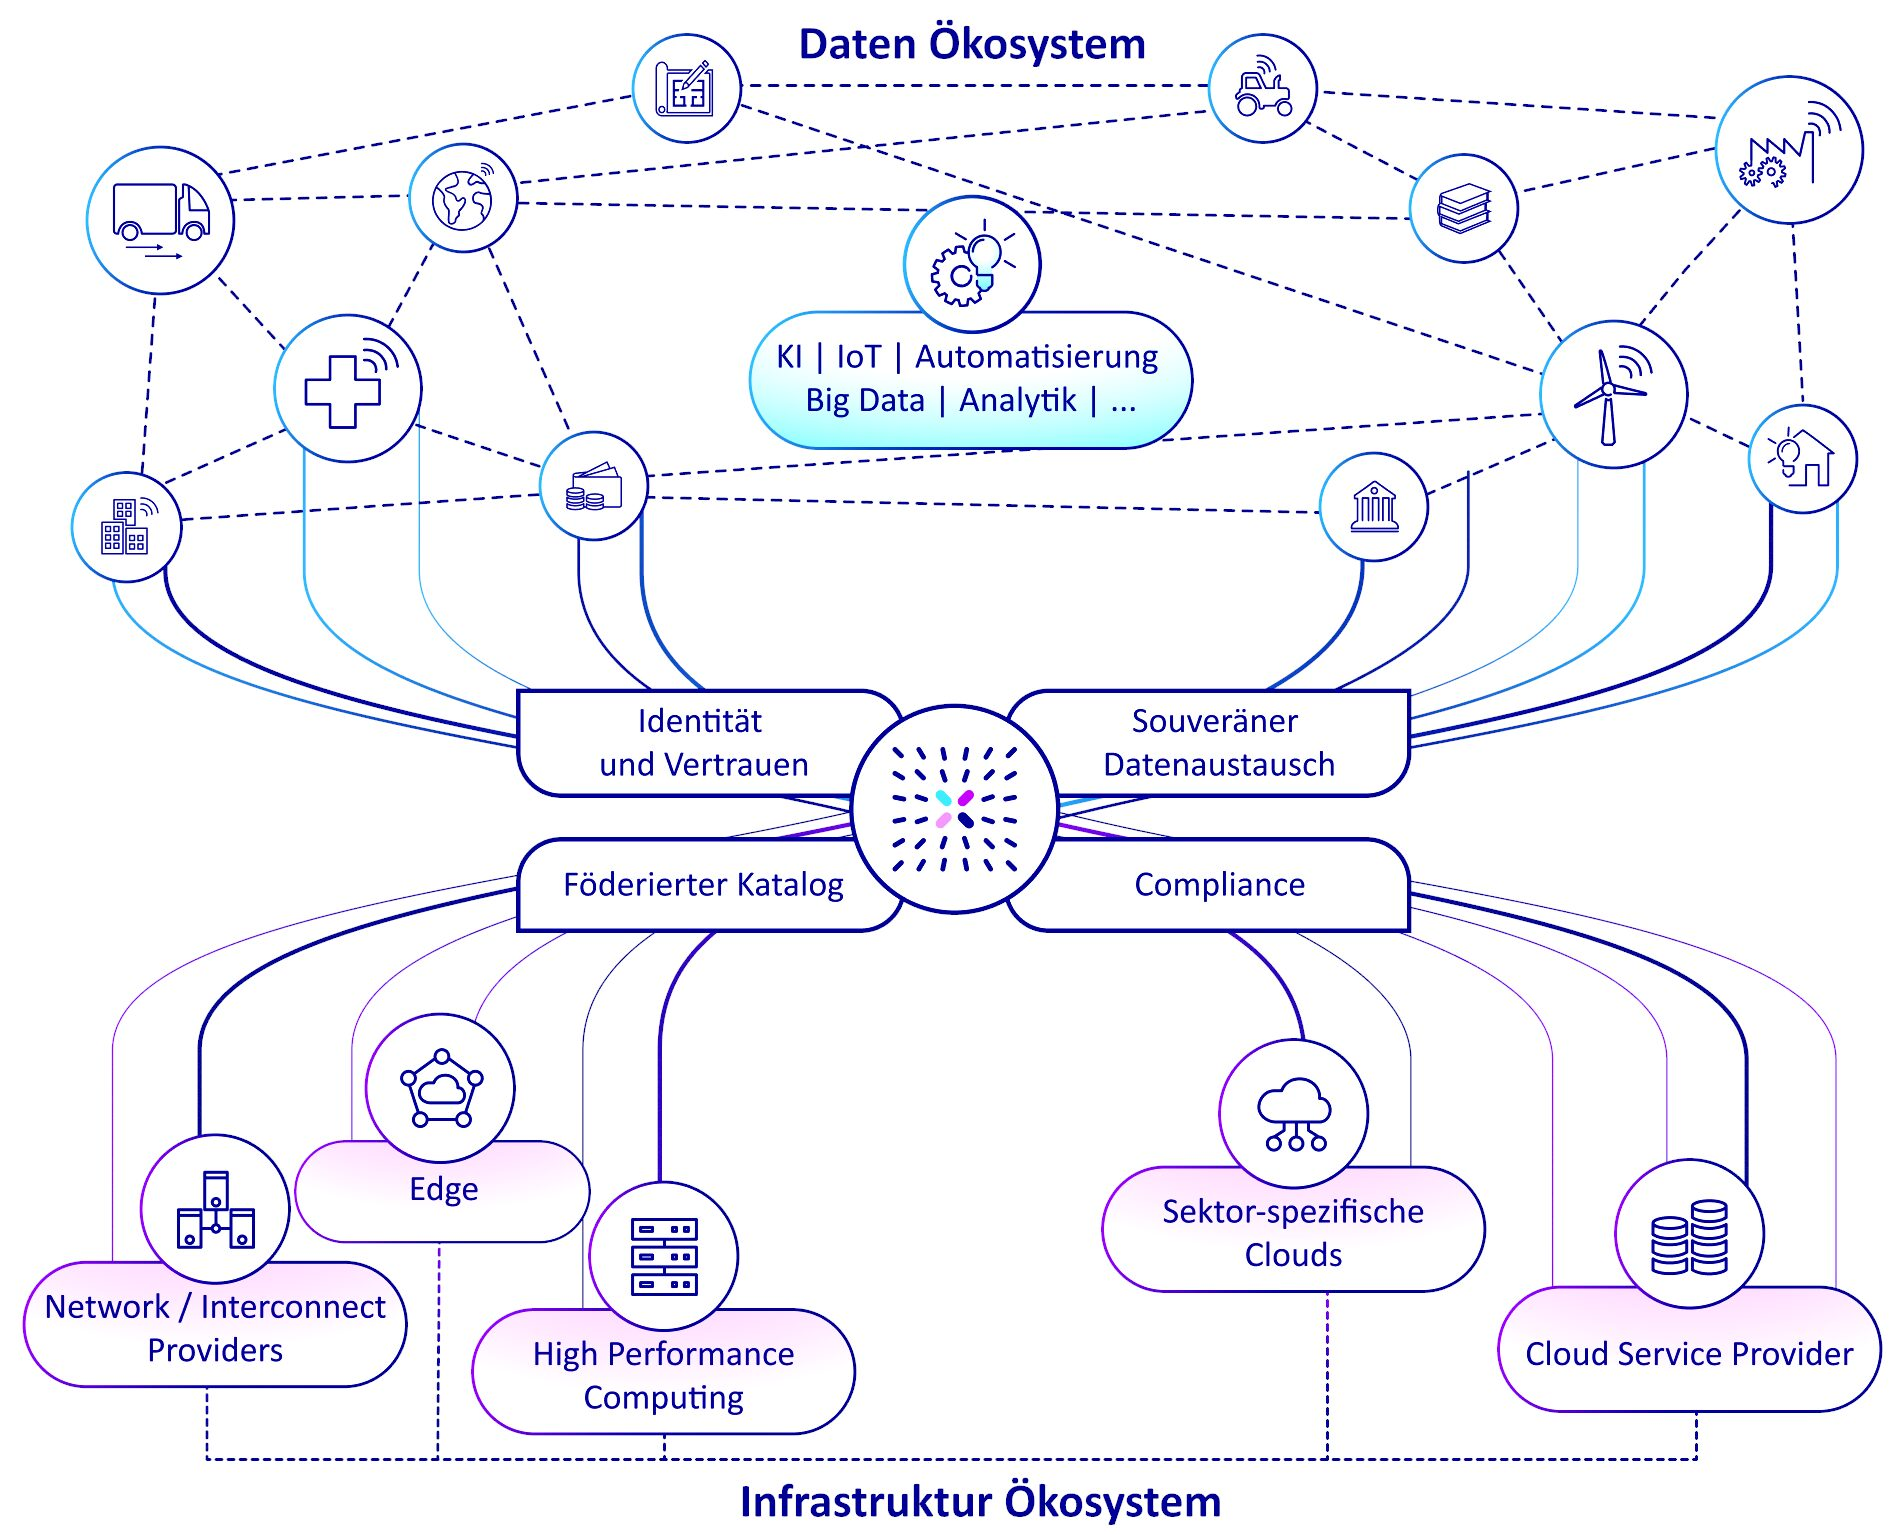 Daten Ökosystem
KI | IoT | Automatisierung
Big Data | Analytik | ...
Identität
und Vertrauen
Souveräner
Datenaustausch
Föderierter Katalog
Compliance
Edge
Sektor-spezifische
Clouds
Network / Interconnect
Providers
High Performance
Computing
Cloud Service Provider
Infrastruktur Ökosystem